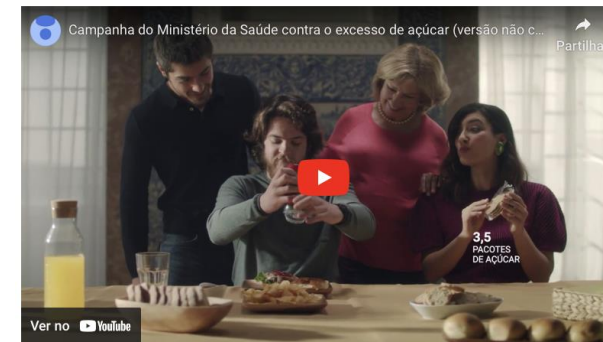 Campanha do Ministério da Saúde contra o excesso de açúcar (versão não c...
Partilha
3,5
PACOTES
DE AÇÚCAR
Ver no YouTube